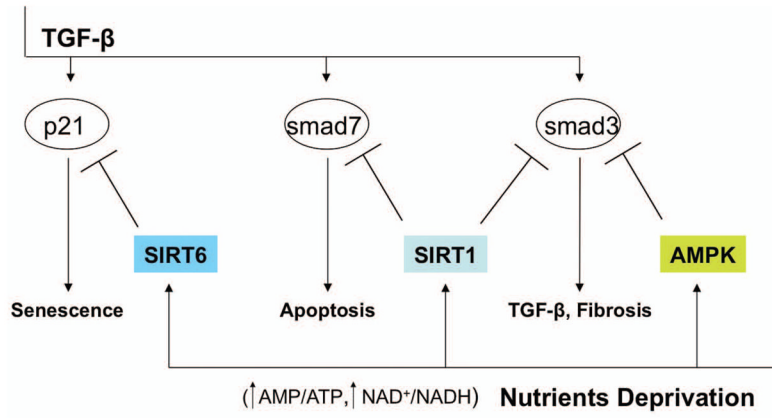 TGF-β
p21
smad7
smad3
SIRT6
SIRT1
AMPK
Senescence
Apoptosis
TGF-β, Fibrosis
(↑AMP/ATP,↑NAD⁺/NADH)
Nutrients Deprivation